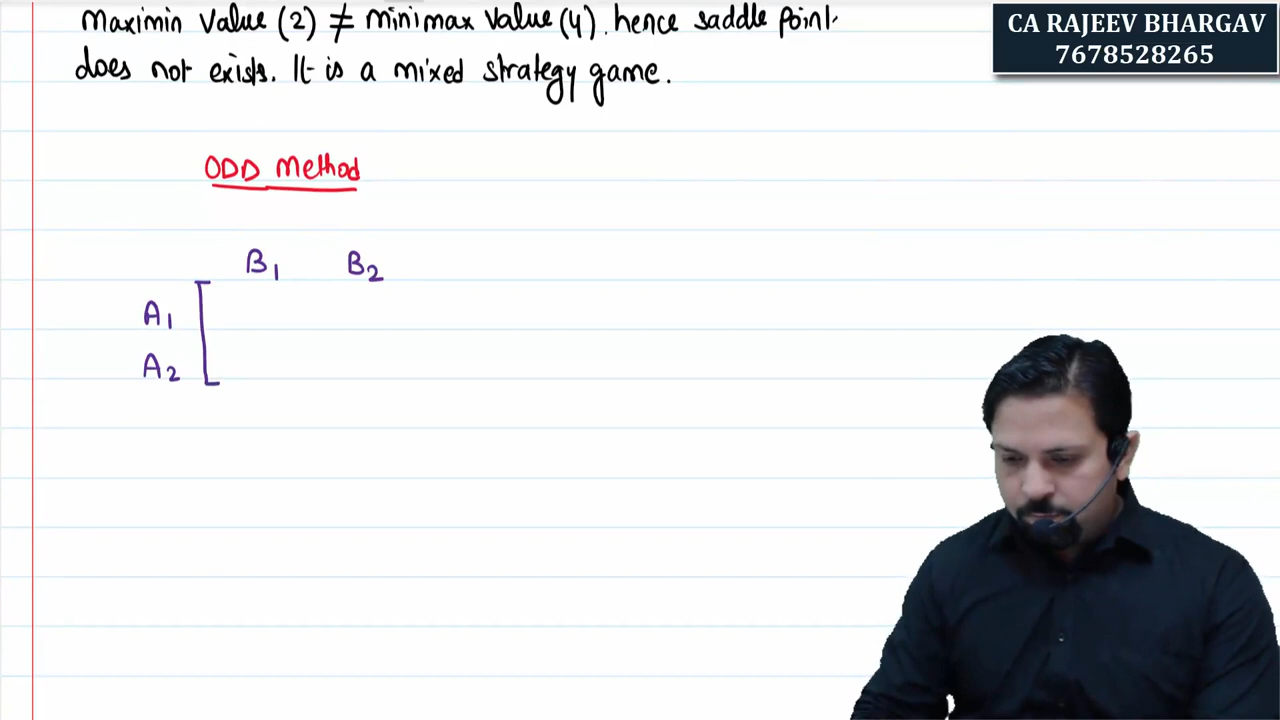 maximin value (2) ≠ minimax value (4). hence saddle point
does not exists. It is a mixed strategy game.
CA RAJEEV BHARGAV
7678528265
ODD Method
B1 B2
A1
A2